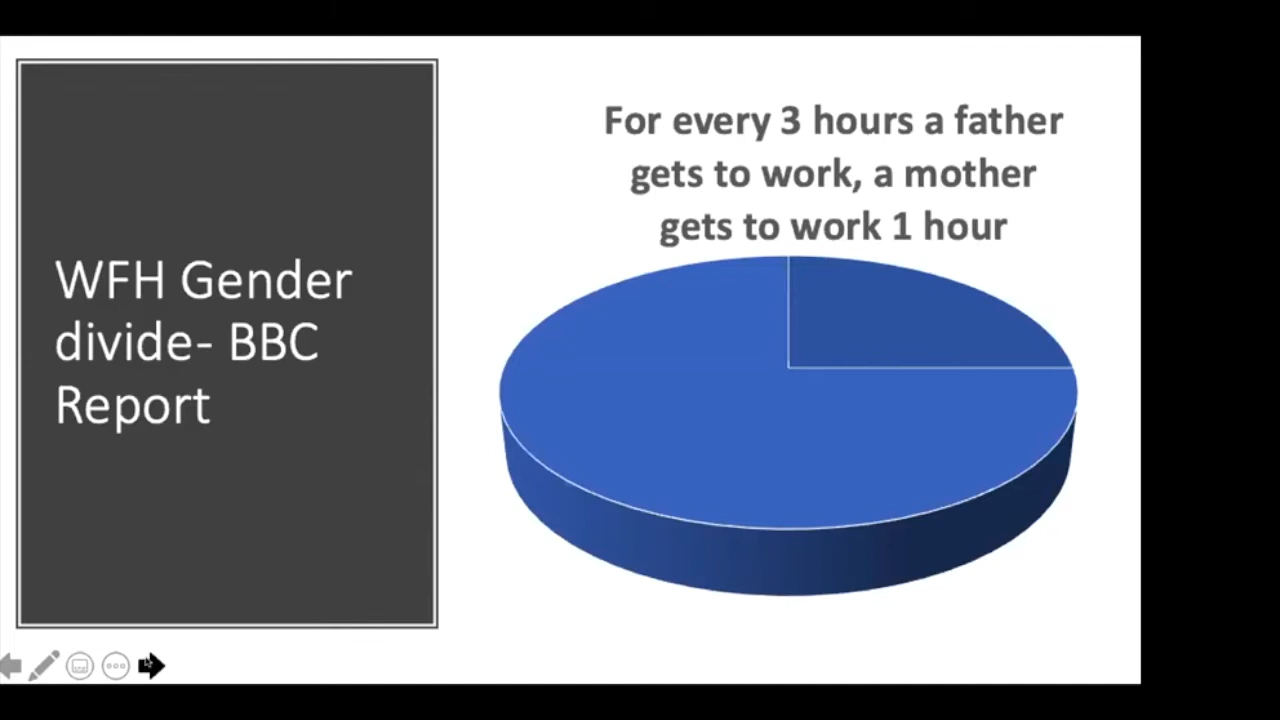 WFH Gender
divide- BBC
Report
For every 3 hours a father
gets to work, a mother
gets to work 1 hour